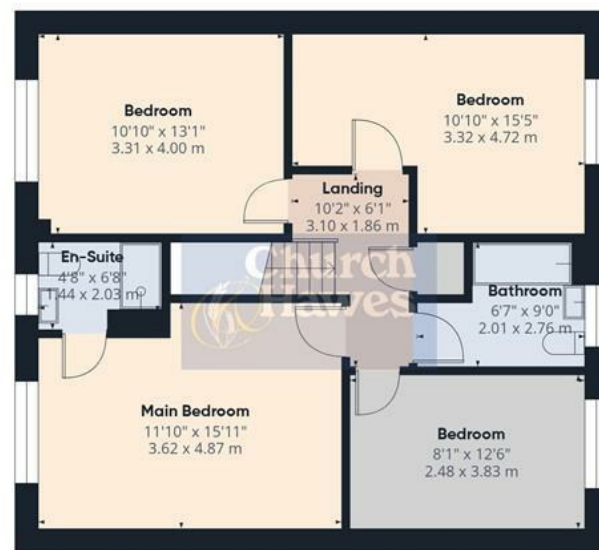 Bedroom
10'10" x 13'1"
3.31 x 4.00 m
Bedroom
10'10" x 15'5"
3.32 x 4.72 m
Landing
10'2" x 6'1"
3.10 x 1.86 m
En-Suite
4'8" x 6'8"
1.44 x 2.03 m
Church
Hawes
Bathroom
6'7" x 9'0"
2.01 x 2.76 m
Main Bedroom
11'10" x 15'11"
3.62 x 4.87 m
Bedroom
8'1" x 12'6"
2.48 x 3.83 m